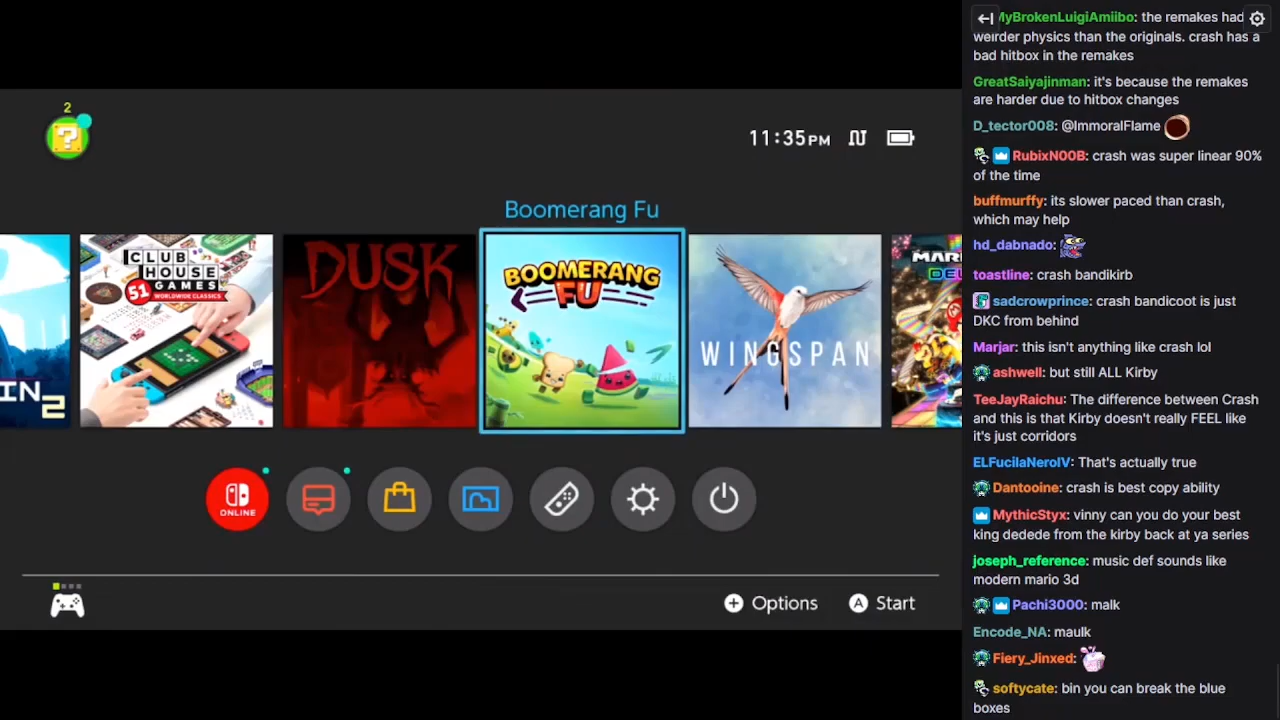 2
11:35PM
Boomerang Fu
IN
2
CLUB
HOUSE
GAMES
51 WORLDWIDE CLASSICS
DUSK
BOOMERANG
FU
WINGSPAN
MAR
DEL
ONLINE
Options
Start
MyBrokenLuigiAmiibo: the remakes had
weirder physics than the originals. crash has a
bad hitbox in the remakes
GreatSaiyajinman: it's because the remakes
are harder due to hitbox changes
D_tector008: @ImmoralFlame
RubixN00B: crash was super linear 90%
of the time
buffmurffy: its slower paced than crash,
which may help
hd_dabnado:
toastline: crash bandikirb
sadcrowprince: crash bandicoot is just
DKC from behind
Marjar: this isn't anything like crash lol
ashwell: but still ALL Kirby
TeeJayRaichu: The difference between Crash
and this is that Kirby doesn't really FEEL like
it's just corridors
ELFucilaNeroIV: That's actually true
Dantooine: crash is best copy ability
MythicStyx: vinny can you do your best
king dedede from the kirby back at ya series
joseph_reference: music def sounds like
modern mario 3d
Pachi3000: malk
Encode_NA: maulk
Fiery_Jinxed:
softycate: bin you can break the blue
boxes